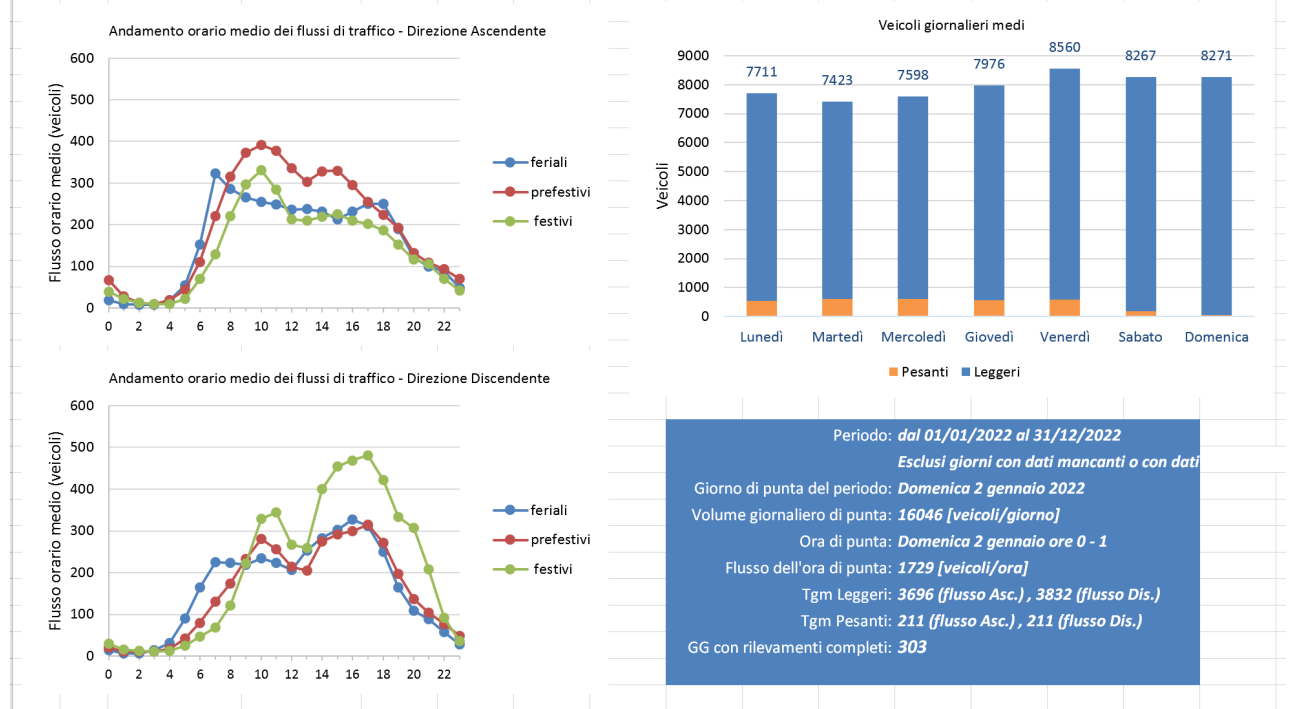 Andamento orario medio dei flussi di traffico - Direzione Ascendente
Flusso orario medio (veicoli)
600
500
400
300
200
100
0
0 2 4 6 8 10 12 14 16 18 20 22
feriali
prefestivi
festivi
Veicoli giornalieri medi
Veicoli
9000
8000
7000
6000
5000
4000
3000
2000
1000
0
7711 7423 7598 7976 8560 8267 8271
Lunedì Martedì Mercoledì Giovedì Venerdì Sabato Domenica
Pesanti Leggeri
Andamento orario medio dei flussi di traffico - Direzione Discendente
Flusso orario medio (veicoli)
600
500
400
300
200
100
0
0 2 4 6 8 10 12 14 16 18 20 22
feriali
prefestivi
festivi
Periodo: dal 01/01/2022 al 31/12/2022
Esclusi giorni con dati mancanti o con dati
Giorno di punta del periodo: Domenica 2 gennaio 2022
Volume giornaliero di punta: 16046 [veicoli/giorno]
Ora di punta: Domenica 2 gennaio ore 0 - 1
Flusso dell'ora di punta: 1729 [veicoli/ora]
Tgm Leggeri: 3696 (flusso Asc.) , 3832 (flusso Dis.)
Tgm Pesanti: 211 (flusso Asc.) , 211 (flusso Dis.)
GG con rilevamenti completi: 303